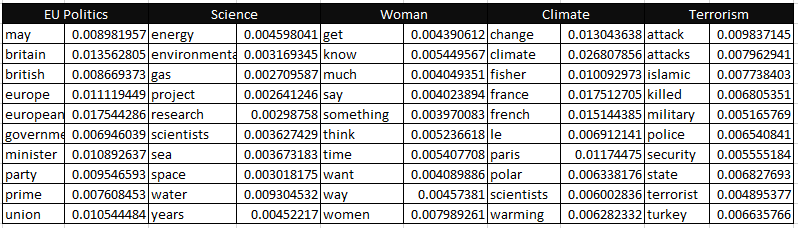 EU Politics Science Woman Climate Terrorism
may 0.008981957 energy 0.004598041 get 0.004390612 change 0.013043638 attack 0.009837145
britain 0.013562805 environmenta 0.003169345 know 0.005449567 climate 0.026807856 attacks 0.007962941
british 0.008669373 gas 0.002709587 much 0.004049351 fisher 0.010092973 islamic 0.007738403
europe 0.011119449 project 0.002641246 say 0.004023894 france 0.017512705 killed 0.006805351
european 0.017544286 research 0.00298758 something 0.003970083 french 0.015144385 military 0.005165769
governme 0.006946039 scientists 0.003627429 think 0.005236618 le 0.006912141 police 0.006540841
minister 0.010892637 sea 0.003673183 time 0.005407708 paris 0.01174475 security 0.005555184
party 0.009546593 space 0.003018175 want 0.004089886 polar 0.006338176 state 0.006827693
prime 0.007608453 water 0.009304532 way 0.00457381 scientists 0.006002836 terrorist 0.004895377
union 0.010544484 years 0.00452217 women 0.007989261 warming 0.006282332 turkey 0.006635766